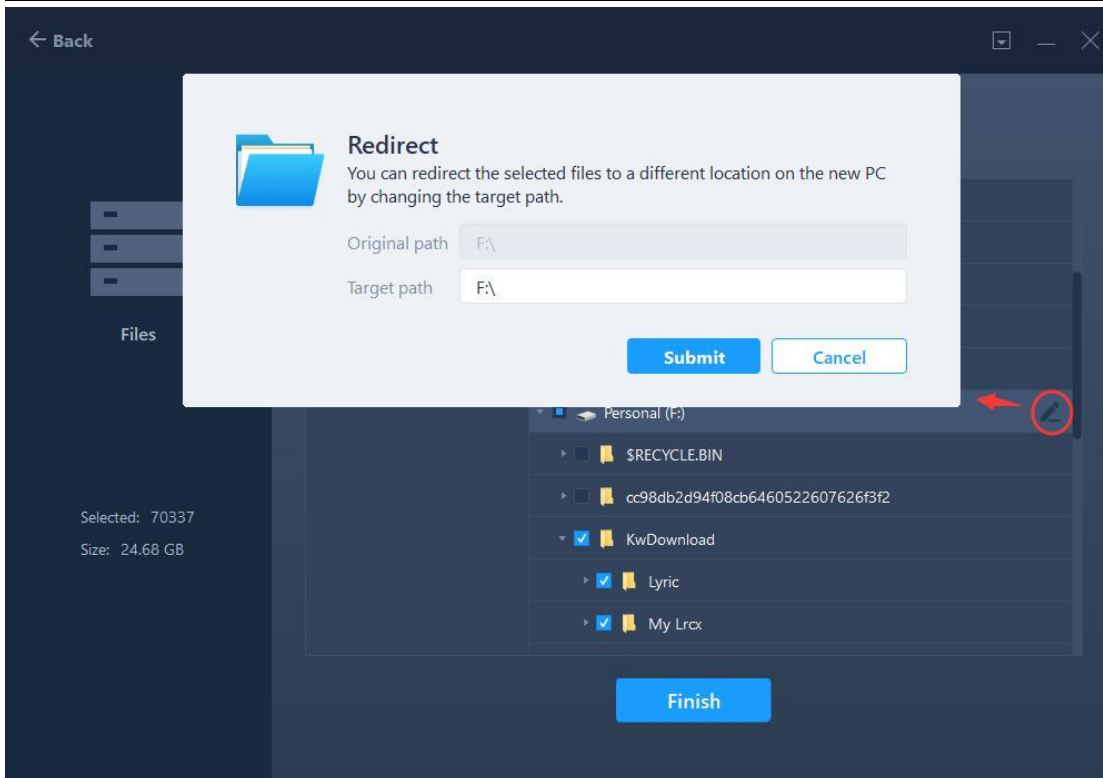 Back
Redirect
You can redirect the selected files to a different location on the new PC
by changing the target path.
Original path F:\
Target path F:\
Submit Cancel
Files
Selected: 70337
Size: 24.68 GB
Personal (F:)
$RECYCLE.BIN
cc98db2d94f08cb6460522607626f3f2
KwDownload
Lyric
My Lrcx
Finish